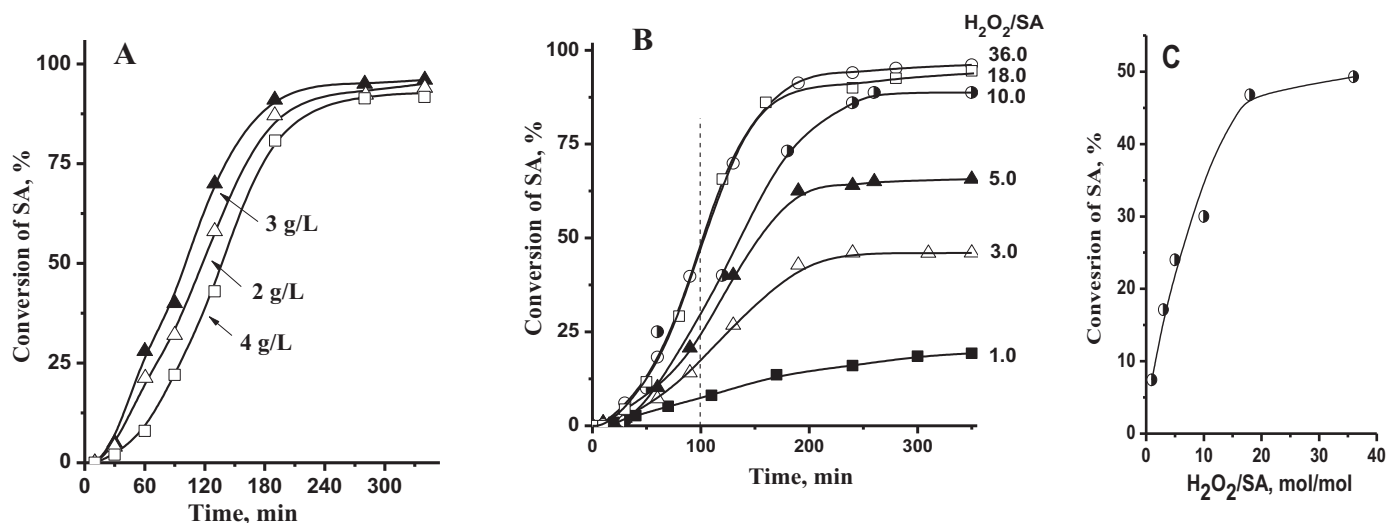 A
Conversion of SA, %
100
75
50
25
0
3 g/L
2 g/L
4 g/L
0 60 120 180 240 300
Time, min
B
H₂O₂/SA
36.0
18.0
10.0
5.0
3.0
1.0
Conversion of SA, %
100
75
50
25
0
0 100 200 300
Time, min
C
Convesrion of SA, %
50
40
30
20
10
0
0 10 20 30 40
H₂O₂/SA, mol/mol